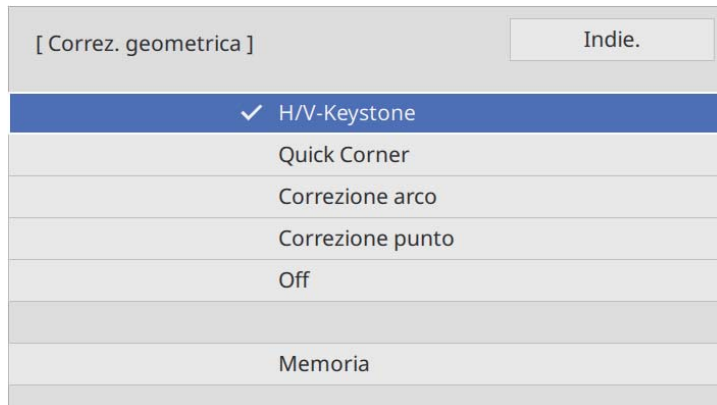 [ Correz. geometrica ]
Indie.
H/V-Keystone
Quick Corner
Correzione arco
Correzione punto
Off
Memoria